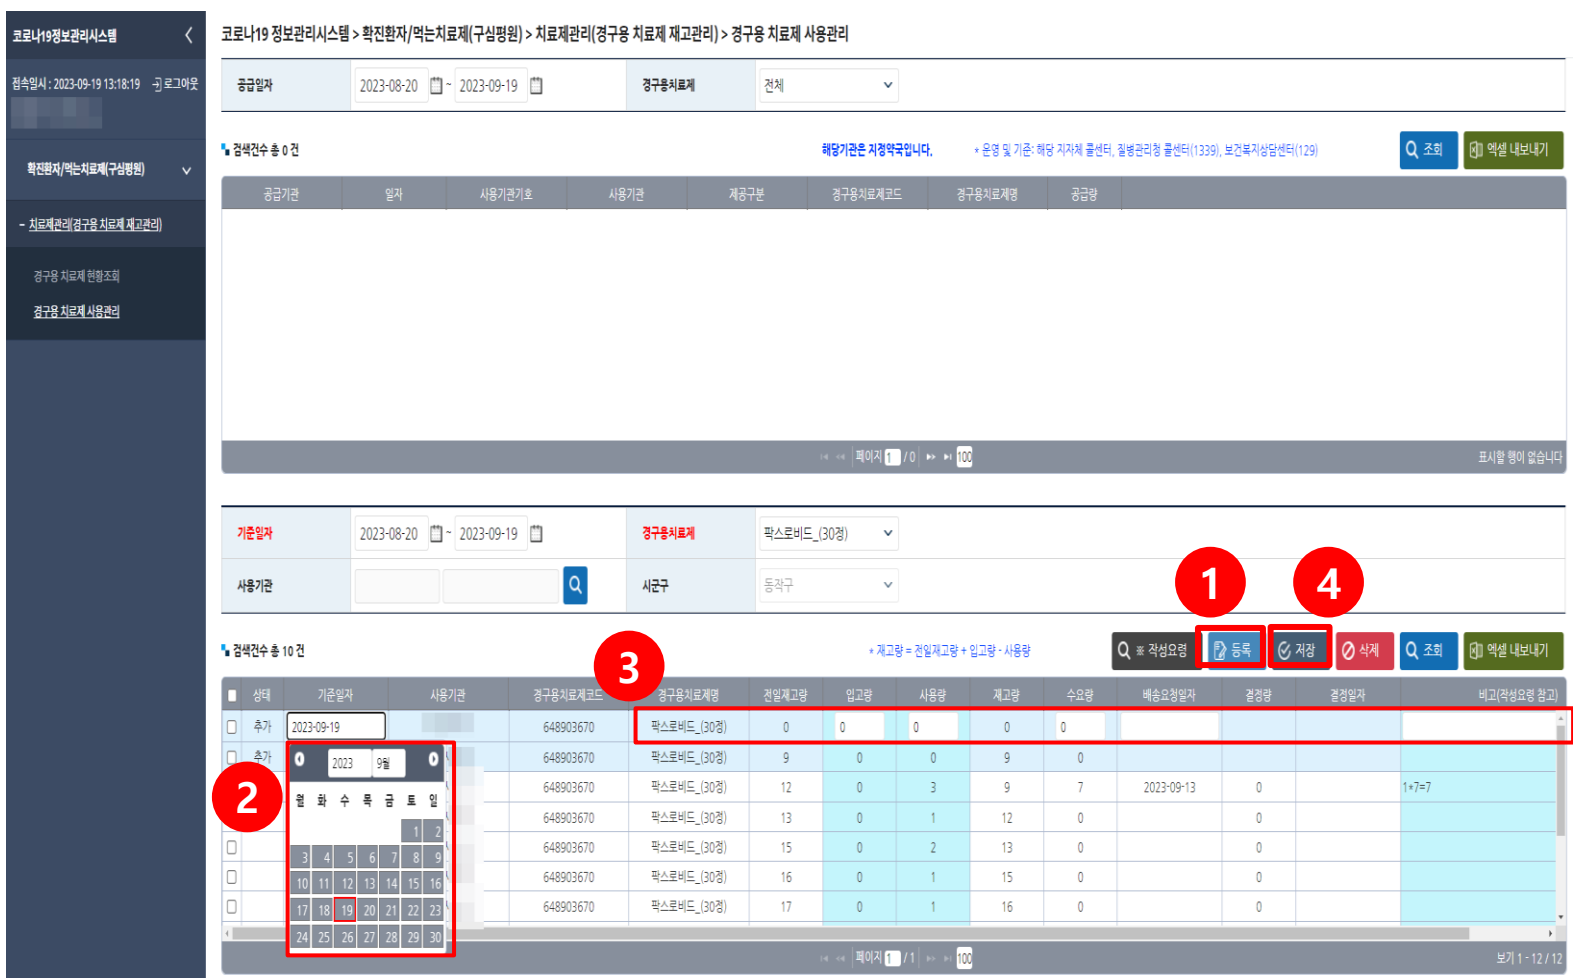 코로나19정보관리시스템
접속일시 : 2023-09-19 13:18:19 로그아웃
확진환자/먹는치료제(구심평원)
- 치료제관리(경구용 치료제 재고관리)
경구용 치료제 현황조회
경구용 치료제 사용관리
코로나19 정보관리시스템 > 확진환자/먹는치료제(구심평원) > 치료제관리(경구용 치료제 재고관리) > 경구용 치료제 사용관리
공급일자 2023-08-20 ~ 2023-09-19 경구용치료제 전체
검색건수 총 0 건 해당기관은 지정약국입니다. * 운영 및 기준: 해당 지자체 콜센터, 질병관리청 콜센터(1339), 보건복지상담센터(129) 조회 엑셀 내보내기
공급기관 일자 사용기관기호 사용기관 제공구분 경구용치료제코드 경구용치료제명 공급량
페이지 1 / 0 100 표시할 행이 없습니다
기준일자 2023-08-20 ~ 2023-09-19 경구용치료제 팍스로비드_(30정)
사용기관 시군구 동작구
1 4
검색건수 총 10 건 * 재고량 = 전일재고량 + 입고량 - 사용량 ※ 작성요령 등록 저장 삭제 조회 엑셀 내보내기
3
상태 기준일자 사용기관 경구용치료제코드 경구용치료제명 전일재고량 입고량 사용량 재고량 수요량 배송요청일자 결정량 결정일자 비고(작성요령 참고)
추가 2023-09-19 648903670 팍스로비드_(30정) 0 0 0 0 0
추가 648903670 팍스로비드_(30정) 9 0 0 9 0
648903670 팍스로비드_(30정) 12 0 3 9 7 2023-09-13 0 1*7=7
648903670 팍스로비드_(30정) 13 0 1 12 0 0
648903670 팍스로비드_(30정) 15 0 2 13 0 0
648903670 팍스로비드_(30정) 16 0 1 15 0 0
648903670 팍스로비드_(30정) 17 0 1 16 0 0
2
2023 9월
월 화 수 목 금 토 일
1 2
3 4 5 6 7 8 9
10 11 12 13 14 15 16
17 18 19 20 21 22 23
24 25 26 27 28 29 30
페이지 1 / 1 100 보기 1 - 12 / 12